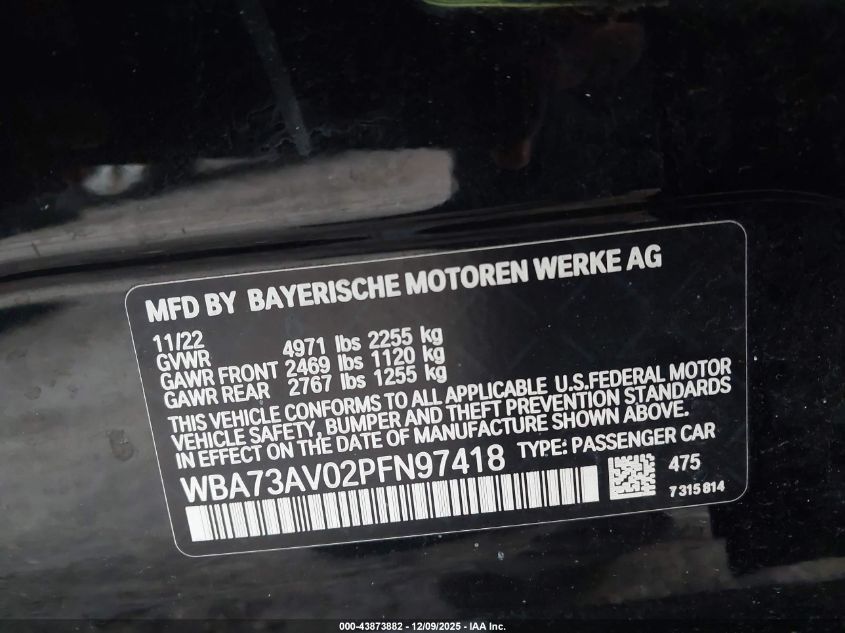 MFD BY BAYERISCHE MOTOREN WERKE AG
11/22
GVWR 4971 lbs 2255 kg
GAWR FRONT 2469 lbs 1120 kg
GAWR REAR 2767 lbs 1255 kg
THIS VEHICLE CONFORMS TO ALL APPLICABLE U.S.FEDERAL MOTOR
VEHICLE SAFETY, BUMPER AND THEFT PREVENTION STANDARDS
IN EFFECT ON THE DATE OF MANUFACTURE SHOWN ABOVE.
WBA73AV02PFN97418 TYPE: PASSENGER CAR
475
7315814
000-43873882 - 12/09/2025 - IAA Inc.